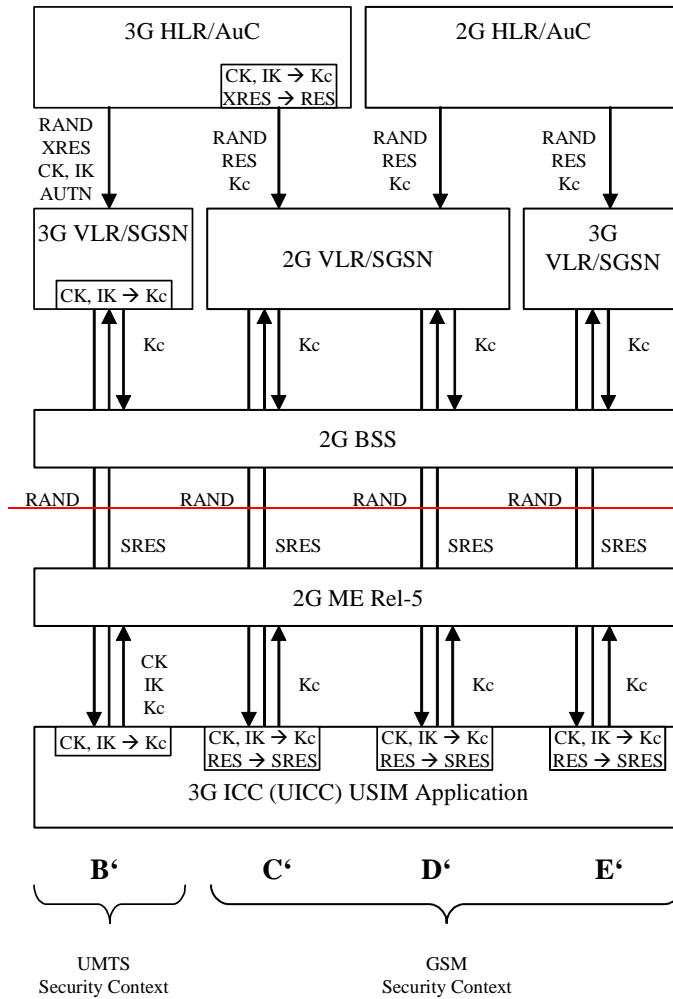 3G HLR/AuC
2G HLR/AuC
CK, IK → Kc
XRES → RES
RAND
XRES
CK, IK
AUTN
RAND
RES
Kc
RAND
RES
Kc
RAND
RES
Kc
3G VLR/SGSN
CK, IK → Kc
2G VLR/SGSN
3G
VLR/SGSN
Kc
Kc
Kc
Kc
2G BSS
RAND
RAND
RAND
RAND
SRES
SRES
SRES
SRES
2G ME Rel-5
CK
IK
Kc
Kc
Kc
Kc
CK, IK → Kc
CK, IK → Kc
RES → SRES
CK, IK → Kc
RES → SRES
CK, IK → Kc
RES → SRES
3G ICC (UICC) USIM Application
B‘
C‘
D‘
E‘
UMTS
Security Context
GSM
Security Context